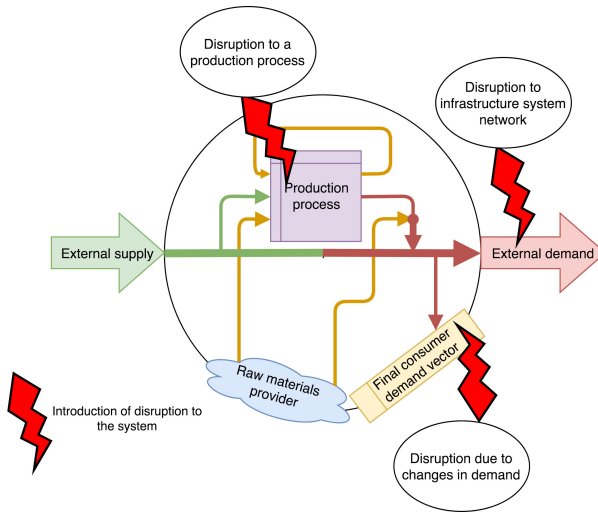 Disruption to a
production process
Disruption to
infrastructure system
network
Production
process
External supply
External demand
Raw materials
provider
Final consumer
demand vector
Introduction of disruption to
the system
Disruption due to
changes in demand